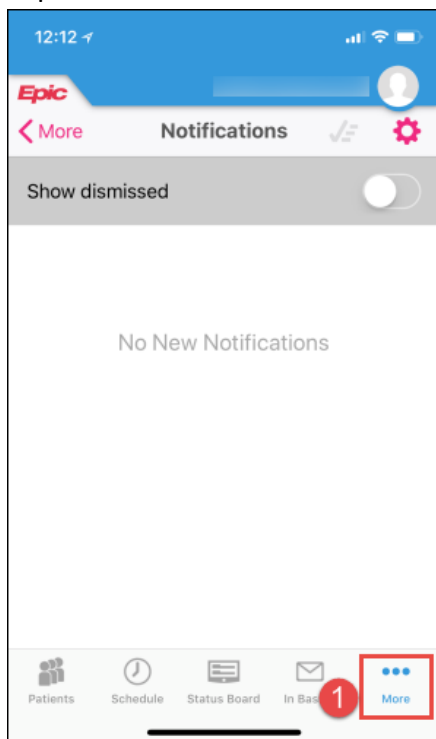 12:12
Epic
More Notifications
Show dismissed
No New Notifications
Patients Schedule Status Board In Bas 1 More